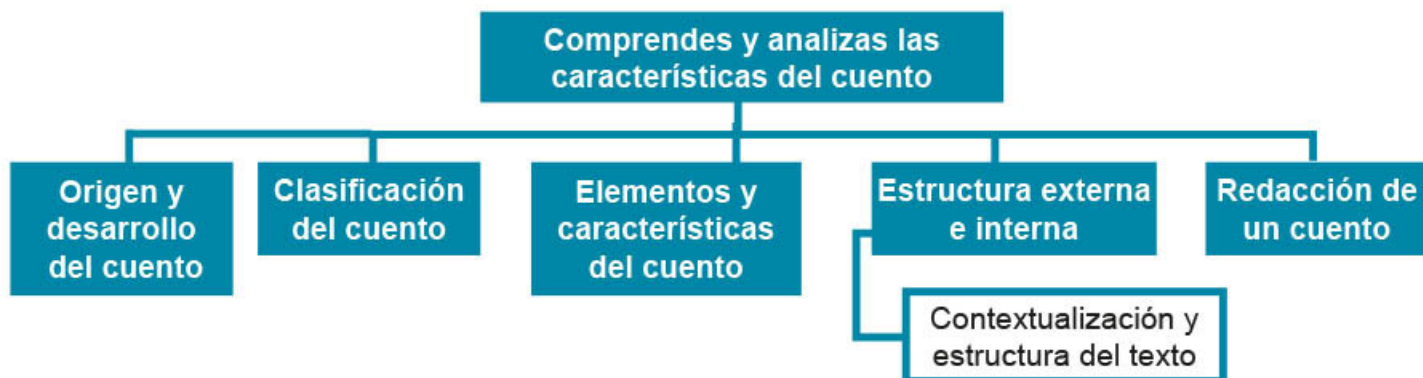 Comprendes y analizas las
características del cuento
Origen y
desarrollo
del cuento
Clasificación
del cuento
Elementos y
características
del cuento
Estructura externa
e interna
Redacción de
un cuento
Contextualización y
estructura del texto